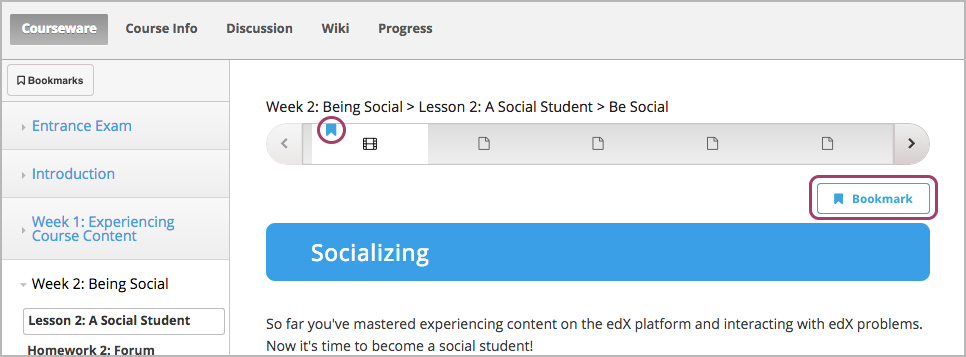 Courseware Course Info Discussion Wiki Progress
Bookmarks
Entrance Exam
Introduction
Week 1: Experiencing
Course Content
Week 2: Being Social
Lesson 2: A Social Student
Homework 2: Forum
Week 2: Being Social > Lesson 2: A Social Student > Be Social
Bookmark
Socializing
So far you've mastered experiencing content on the edX platform and interacting with edX problems.
Now it's time to become a social student!